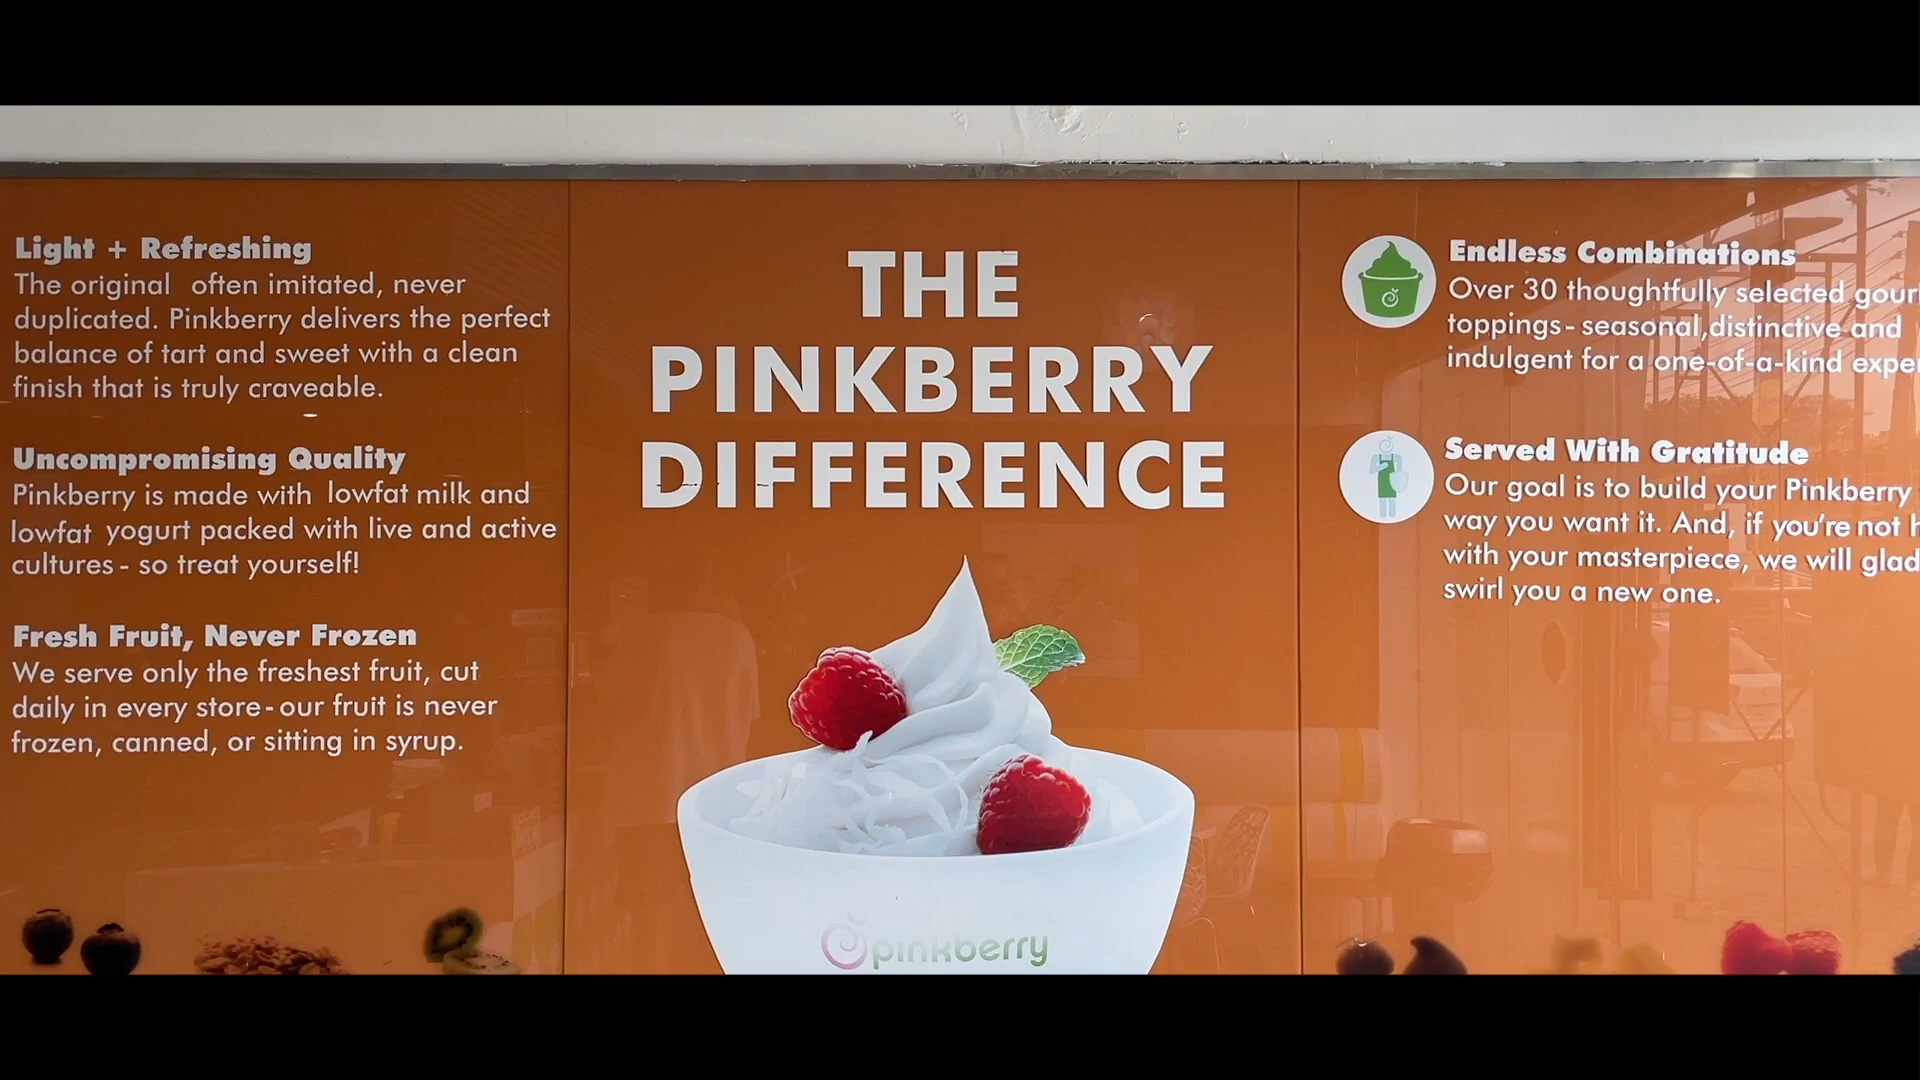 Light + Refreshing
The original often imitated, never
duplicated. Pinkberry delivers the perfect
balance of tart and sweet with a clean
finish that is truly craveable.
Uncompromising Quality
Pinkberry is made with lowfat milk and
lowfat yogurt packed with live and active
cultures - so treat yourself!
Fresh Fruit, Never Frozen
We serve only the freshest fruit, cut
daily in every store - our fruit is never
frozen, canned, or sitting in syrup.
THE
PINKBERRY
DIFFERENCE
pinkberry
Endless Combinations
Over 30 thoughtfully selected
toppings - seasonal, distinctive and
indulgent for a one-of-a-kind
Served With Gratitude
Our goal is to build your Pinkberry
way you want it. And, if you're not
with your masterpiece, we will
swirl you a new one.